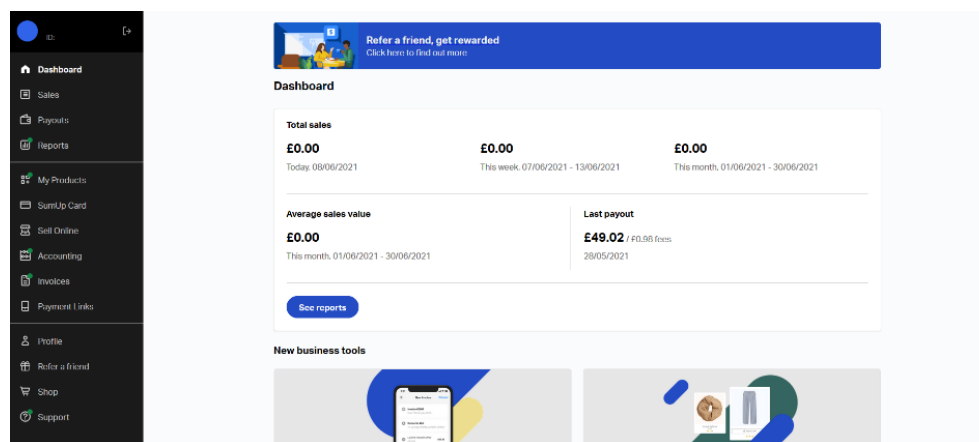 ID:
Dashboard
Sales
Payouts
Reports
My Products
SumUp Card
Sell Online
Accounting
Invoices
Payment Links
Profile
Refer a friend
Shop
Support
Refer a friend, get rewarded
Click here to find out more
Dashboard
Total sales
£0.00 £0.00 £0.00
Today, 08/06/2021 This week, 07/06/2021 - 13/06/2021 This month, 01/06/2021 - 30/06/2021
Average sales value Last payout
£0.00 £49.02 / £0.98 fees
This month, 01/06/2021 - 30/06/2021 28/05/2021
See reports
New business tools